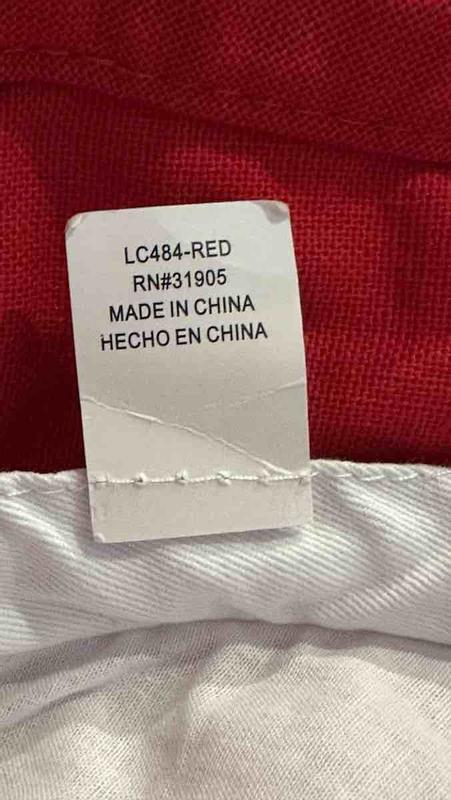 LC484-RED
RN#31905
MADE IN CHINA
HECHO EN CHINA